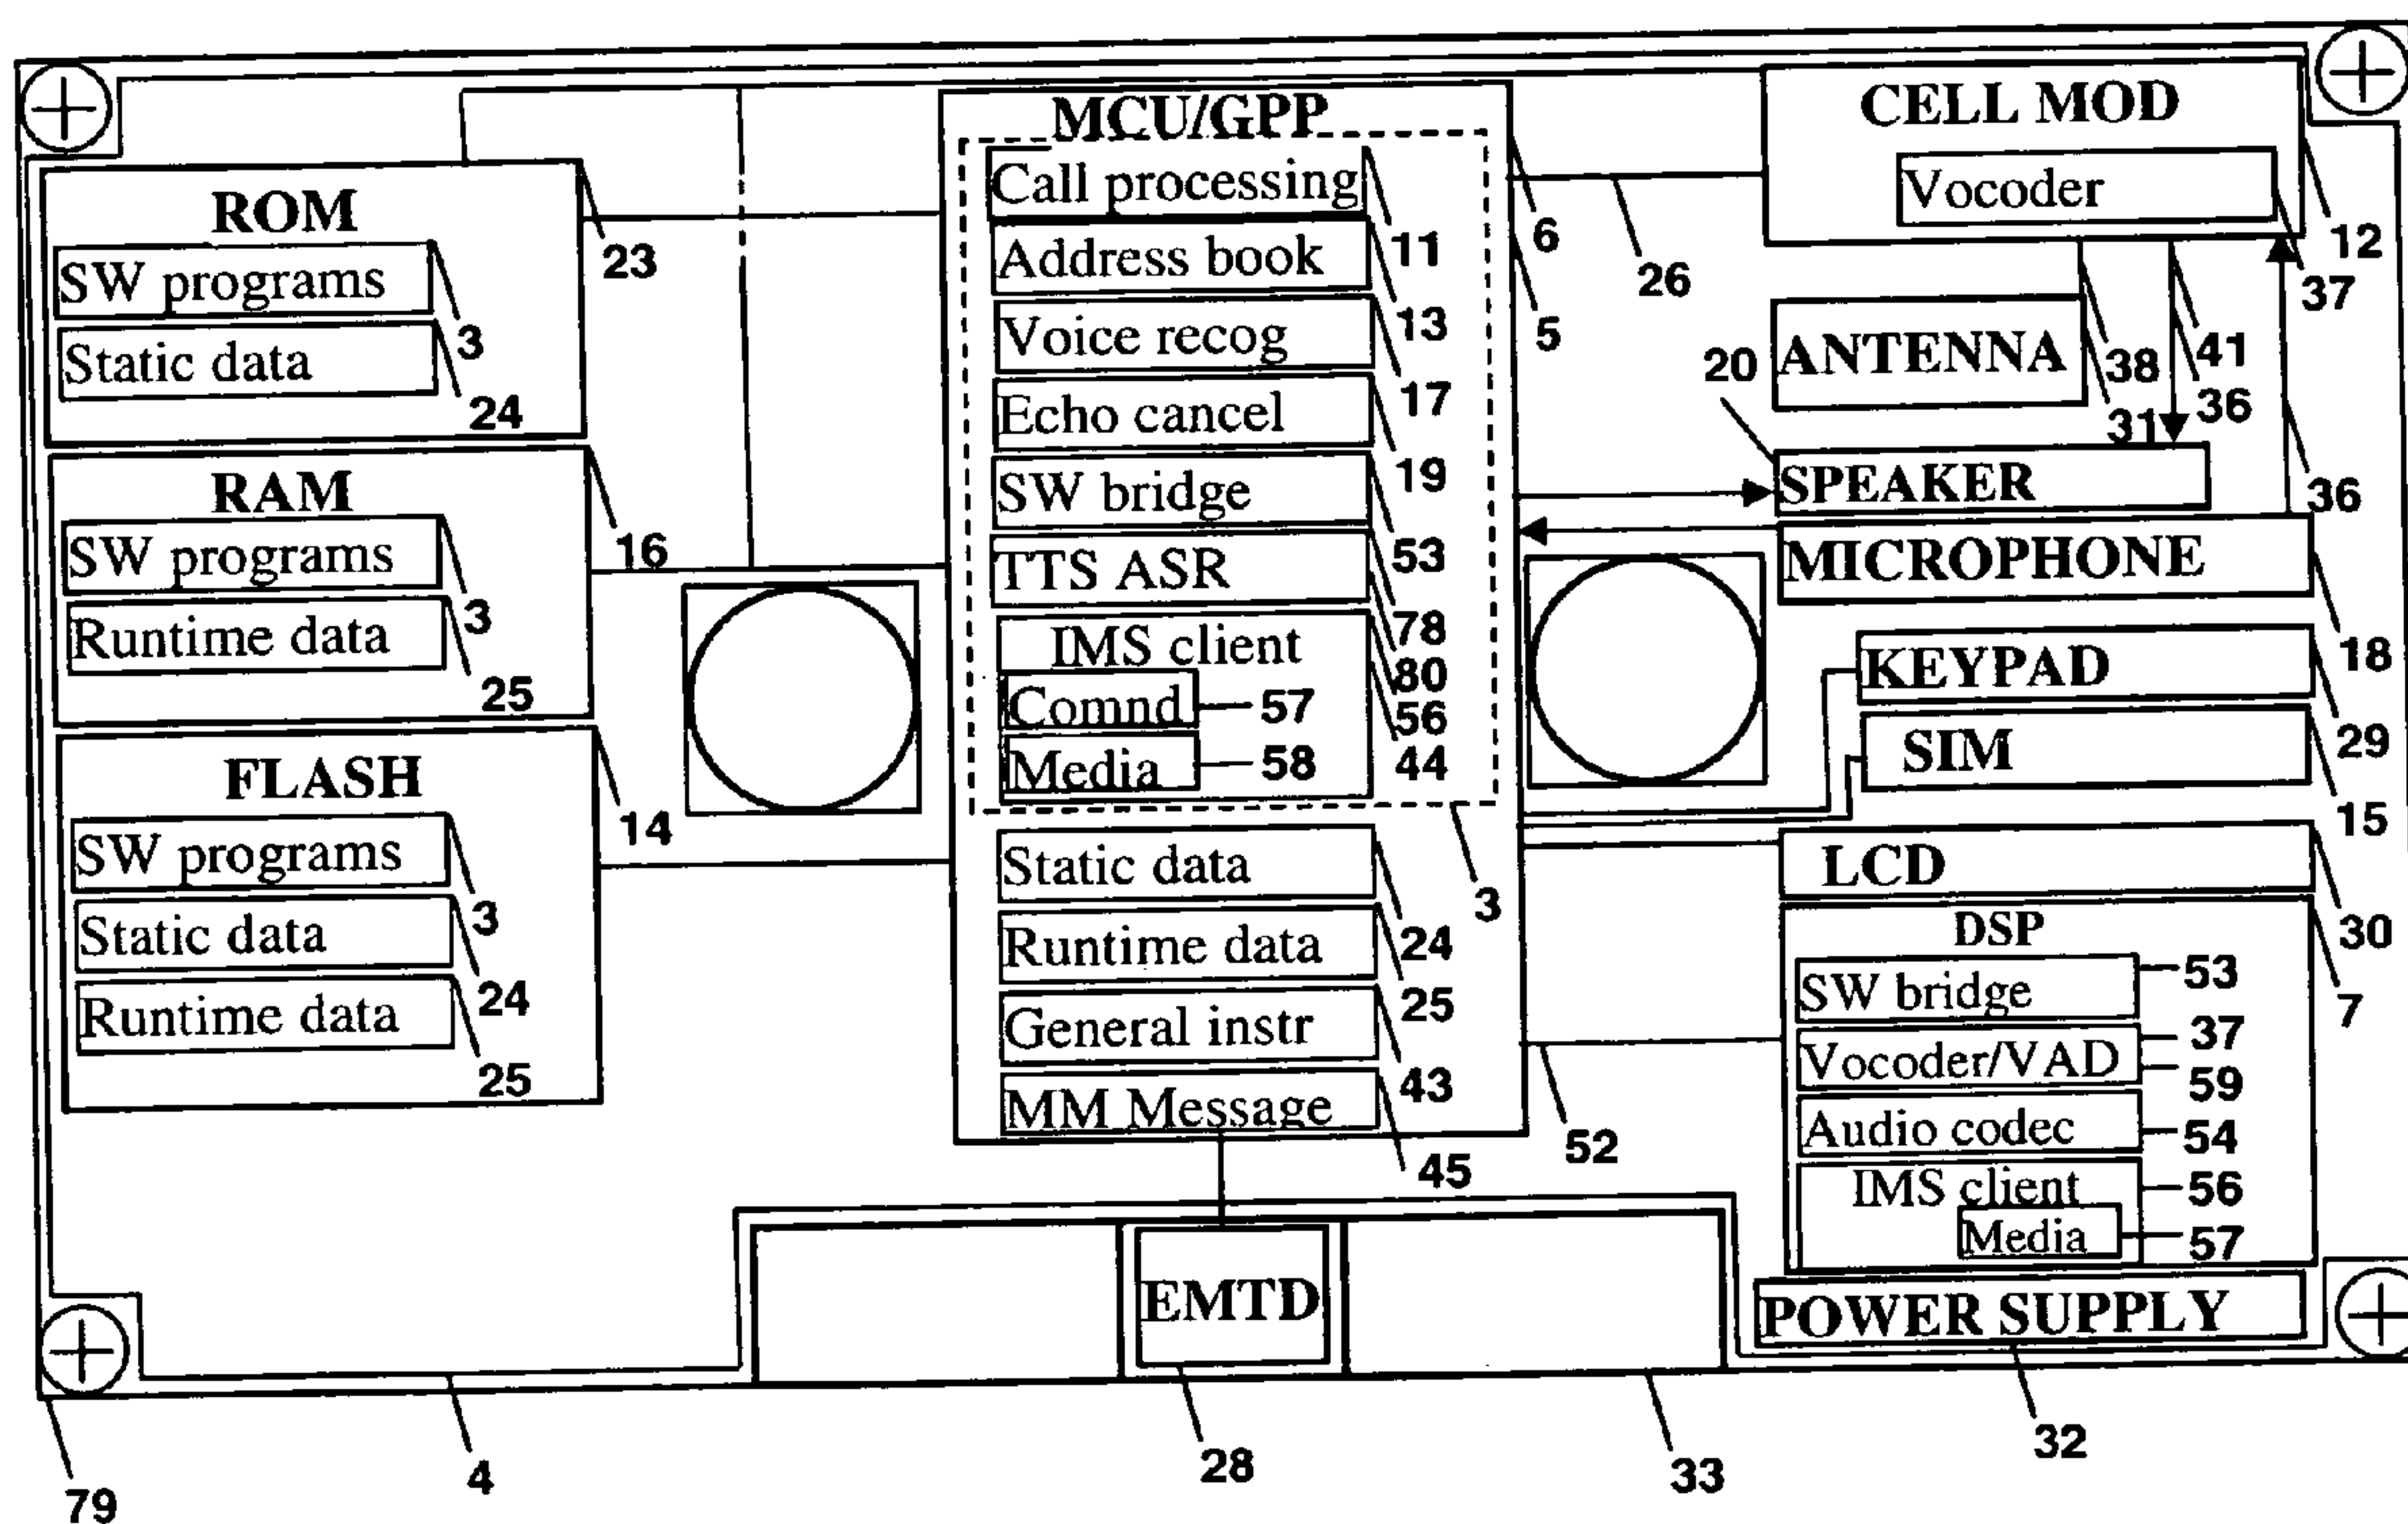 ROM
SW programs
Static data
23
3
24
RAM
SW programs
Runtime data
16
3
25
FLASH
SW programs
Static data
Runtime data
14
3
24
25
MCU/GPP
Call processing
Address book
Voice recog
Echo cancel
SW bridge
TTS ASR
IMS client
Comnd
57
Media
58
Static data
Runtime data
General instr
MM Message
6
5
11
13
17
19
53
78
80
56
44
3
24
25
43
45
26
52
CELL MOD
Vocoder
12
37
ANTENNA
20
38
31
41
36
36
SPEAKER
MICROPHONE
18
KEYPAD
29
SIM
15
LCD
30
DSP
7
SW bridge
53
Vocoder/VAD
37
59
Audio codec
54
IMS client
56
Media
57
POWER SUPPLY
32
EMTD
28
33
4
79